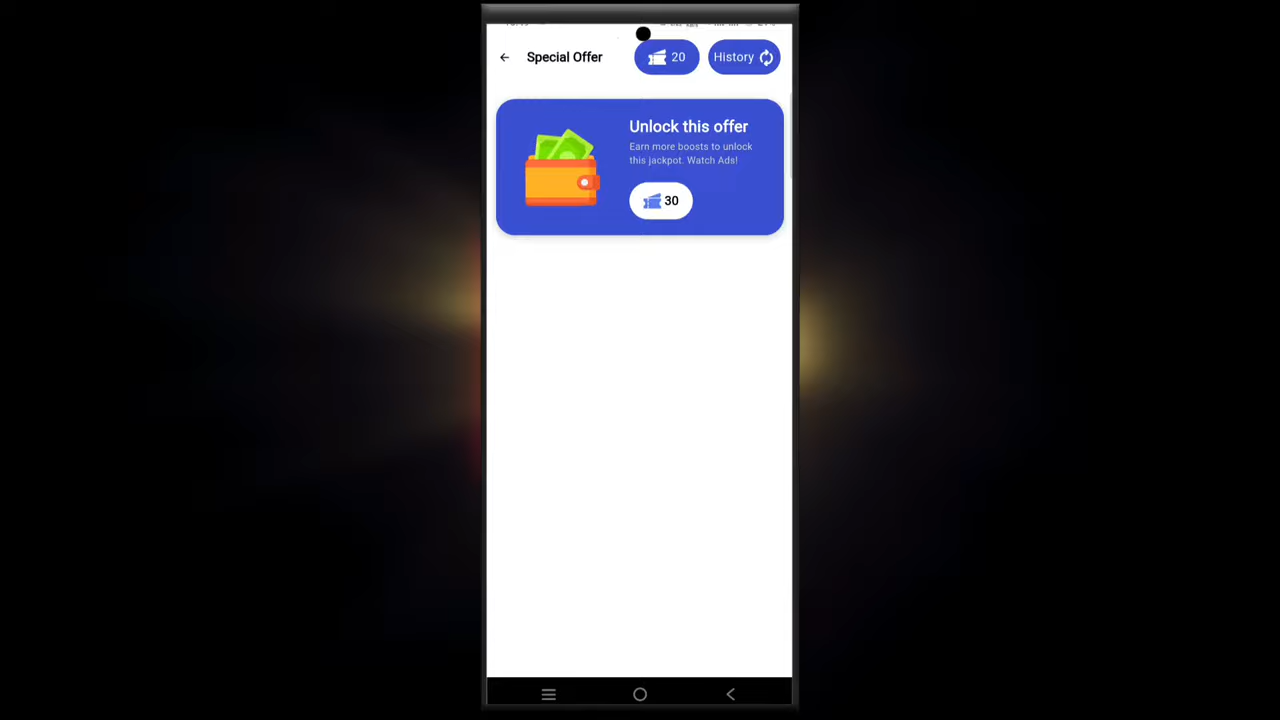 Special Offer
20
History
Unlock this offer
Earn more boosts to unlock
this jackpot. Watch Ads!
30